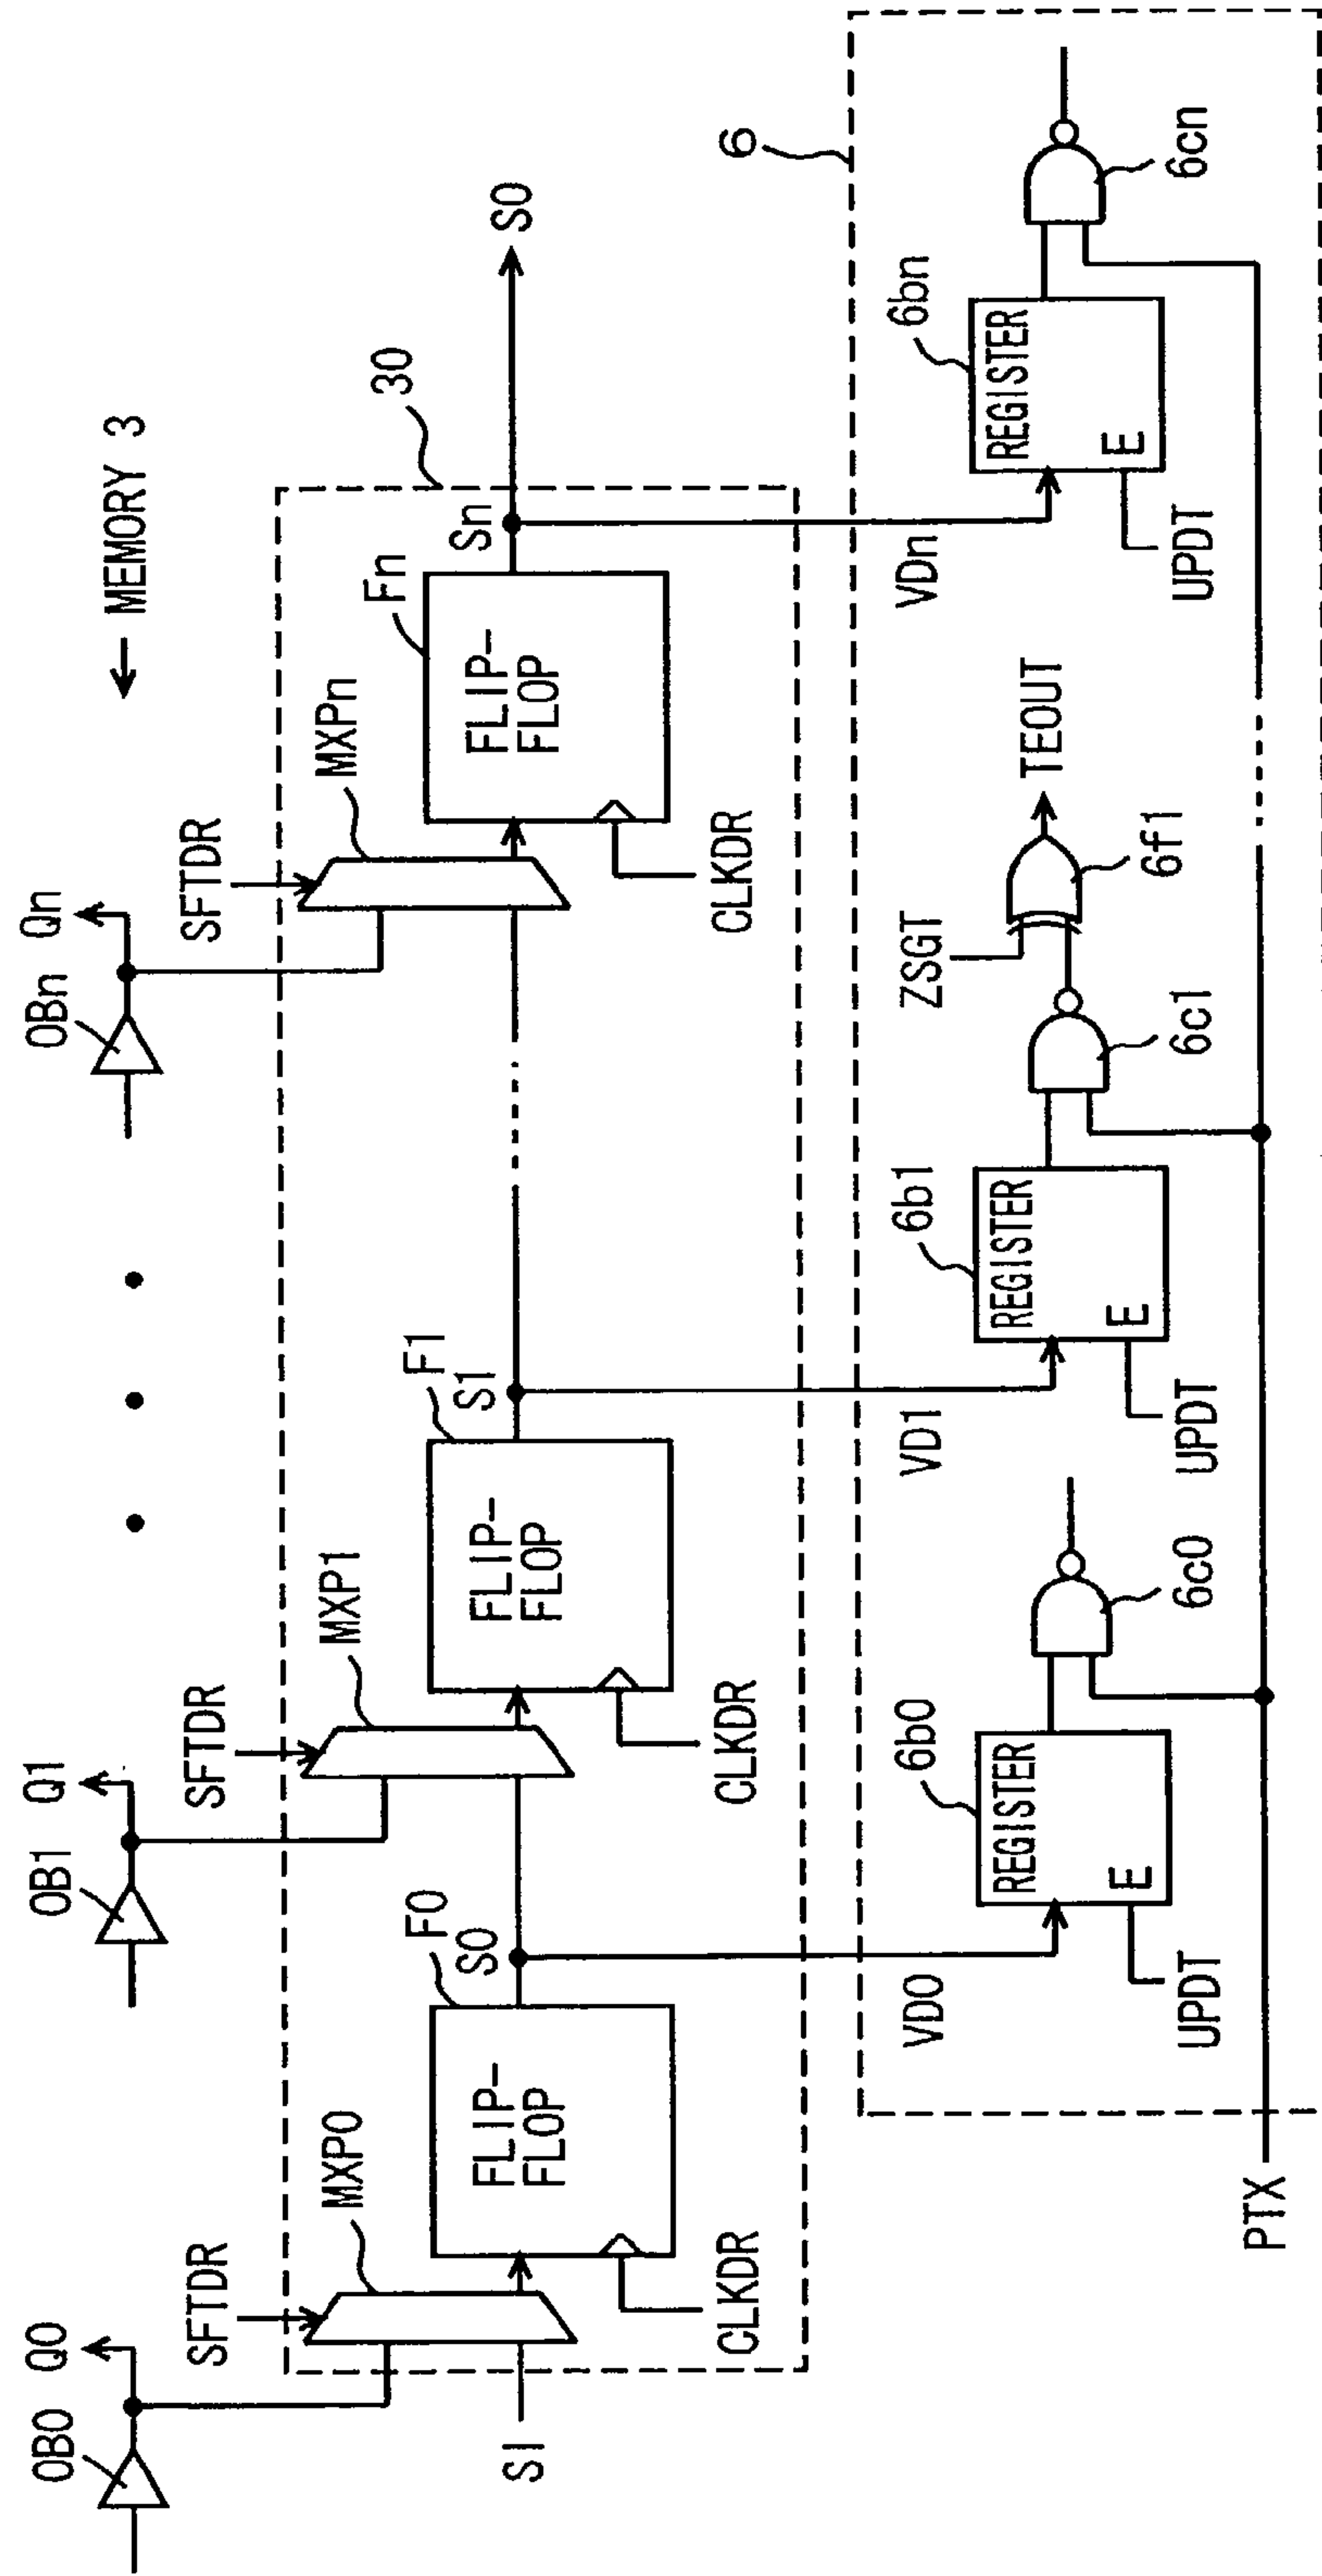 ← MEMORY 3
OB0
Q0
OB1
Q1
OBn
Qn
SFTDR
SFTDR
SFTDR
MXP0
MXP1
MXPn
30
SI
FLIP-
FLOP
F0
S0
CLKDR
FLIP-
FLOP
F1
S1
CLKDR
FLIP-
FLOP
Fn
Sn
CLKDR
SO
6
VD0
REGISTER
E
6b0
UPDT
6c0
VD1
REGISTER
E
6b1
UPDT
6c1
ZSGT
6f1
TEOUT
VDn
REGISTER
E
6bn
UPDT
6cn
PTX